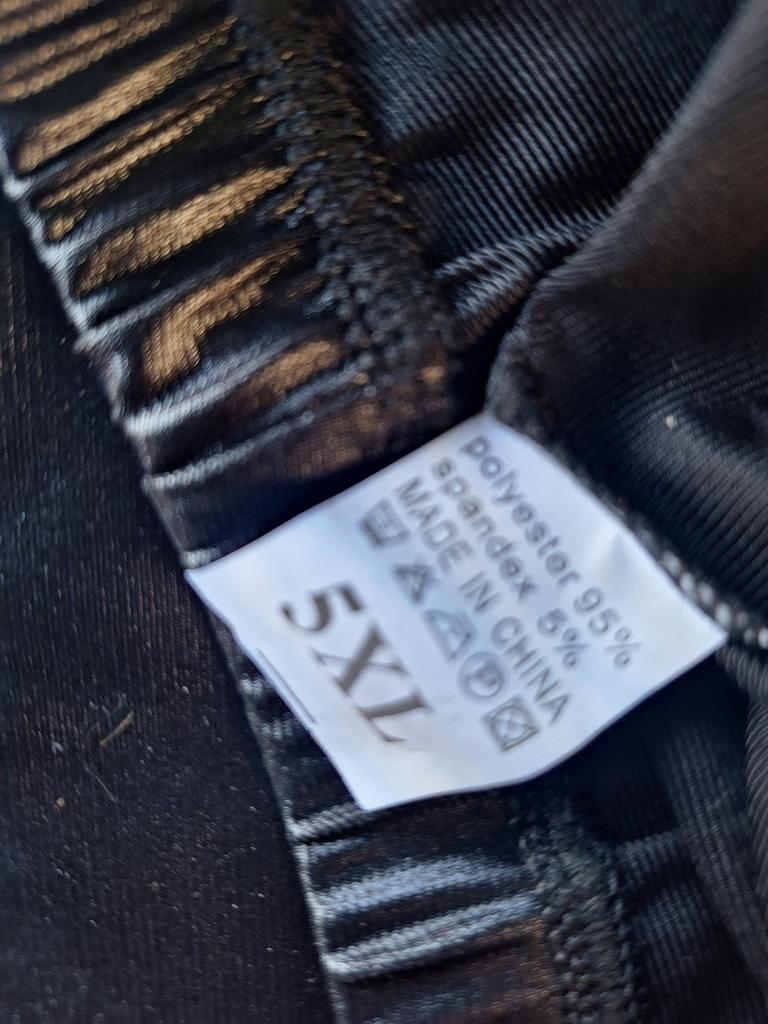 polyester 95%
spandex 5%
MADE IN CHINA
P
5XL